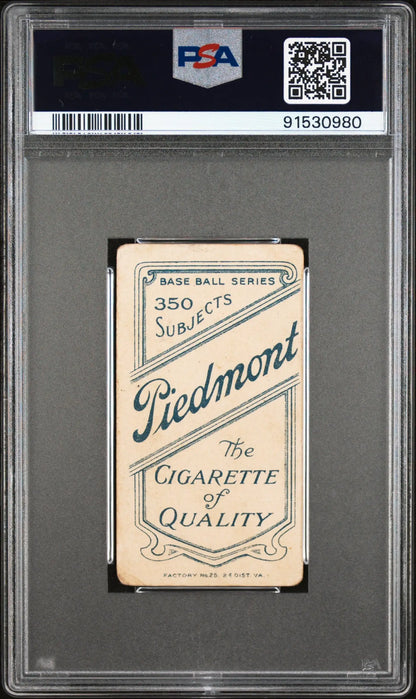 PSA
91530980
BASE BALL SERIES
350
SUBJECTS
Piedmont
The
CIGARETTE
of
QUALITY
FACTORY No. 25. 2ⁿᵈ DIST. VA.